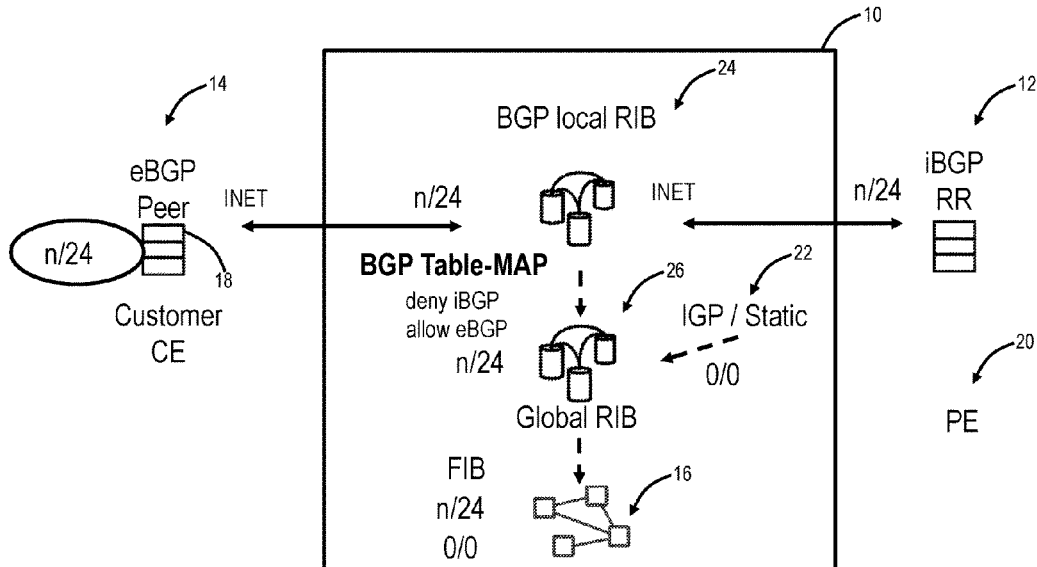 10
24
14
12
BGP local RIB
eBGP
Peer
iBGP
RR
INET
n/24
INET
n/24
n/24
18
BGP Table-MAP
22
26
deny iBGP
allow eBGP
n/24
IGP / Static
0/0
Customer
CE
20
Global RIB
PE
FIB
n/24
0/0
16